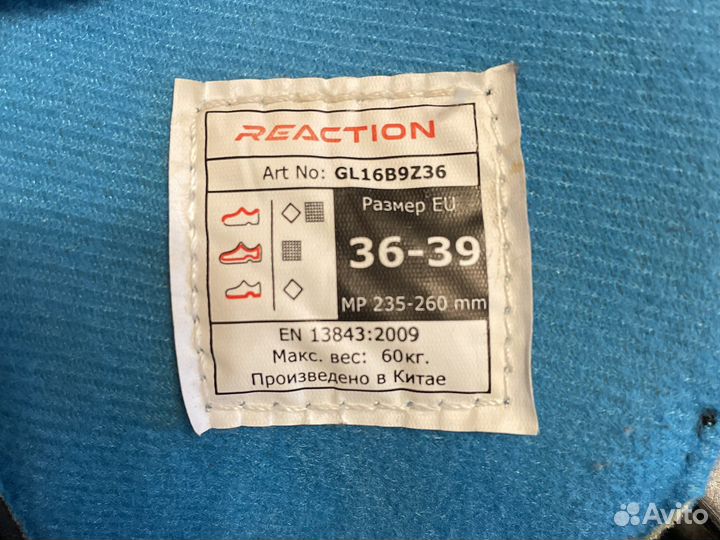 REACTION
Art No: GL16B9Z36
Размер EU
36-39
MP 235-260 mm
EN 13843:2009
Макс. вес: 60кг.
Произведено в Китае
Avito